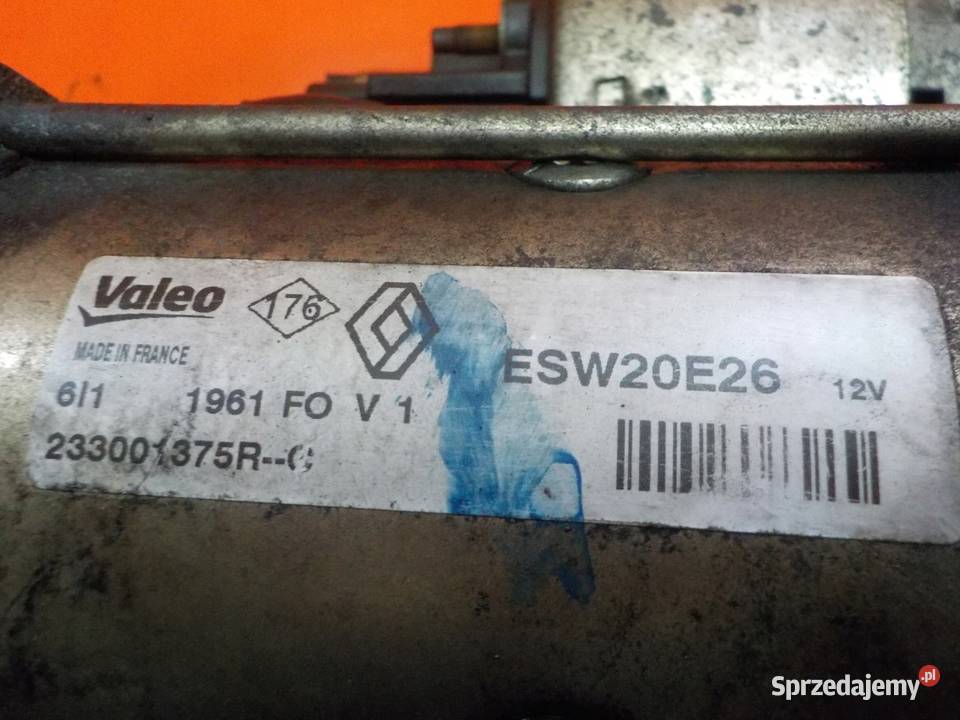 Valeo
176
MADE IN FRANCE
ESW20E26
12V
6/1 1961 FO V 1
233001375R--C
Sprzedajemy.pl